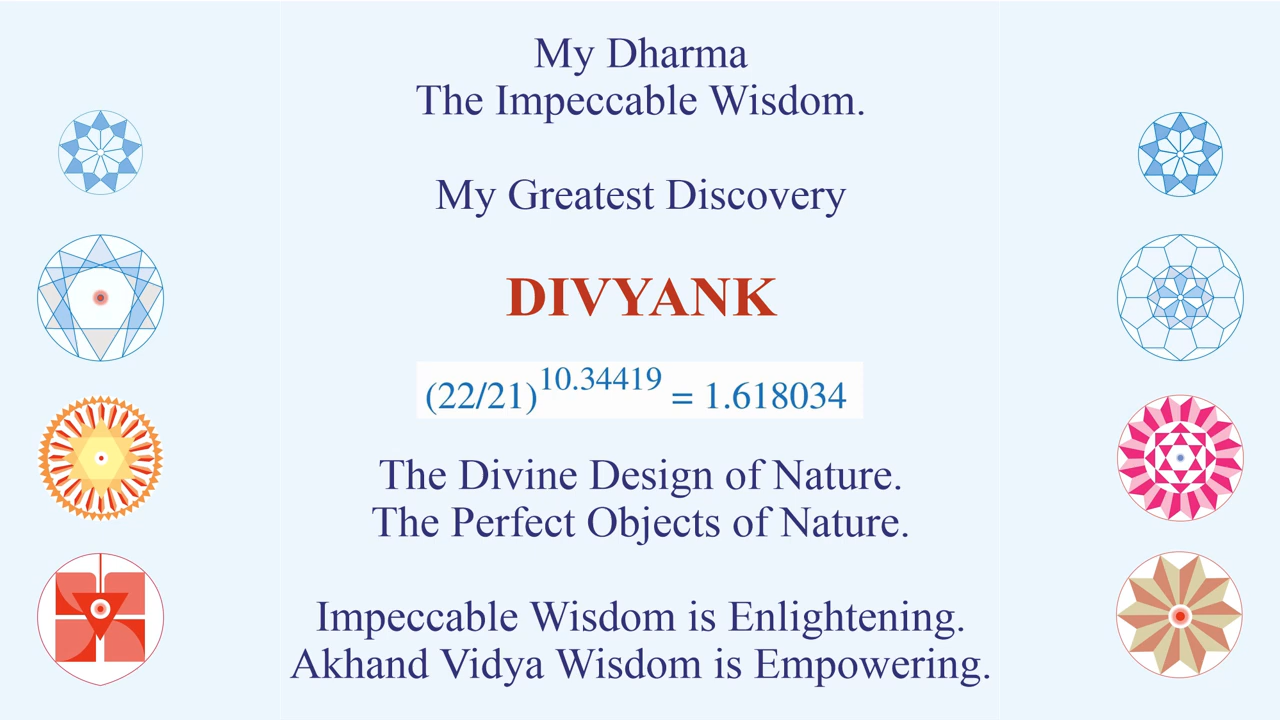 My Dharma
The Impeccable Wisdom.
My Greatest Discovery
DIVYANK
(22/21)^10.34419 = 1.618034
The Divine Design of Nature.
The Perfect Objects of Nature.
Impeccable Wisdom is Enlightening.
Akhand Vidya Wisdom is Empowering.